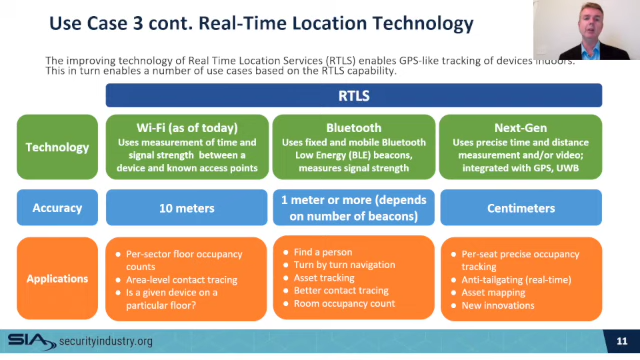 Use Case 3 cont. Real-Time Location Technology
The improving technology of Real Time Location Services (RTLS) enables GPS-like tracking of devices indoors.
This in turn enables a number of use cases based on the RTLS capability.
RTLS
Technology
Wi-Fi (as of today)
Uses measurement of time and
signal strength between a
device and known access points
Bluetooth
Uses fixed and mobile Bluetooth
Low Energy (BLE) beacons,
measures signal strength
Next-Gen
Uses precise time and distance
measurement and/or video;
integrated with GPS, UWB
Accuracy
10 meters
1 meter or more (depends
on number of beacons)
Centimeters
Applications
• Per-sector floor occupancy
counts
• Area-level contact tracing
• Is a given device on a
particular floor?
• Find a person
• Turn by turn navigation
• Asset tracking
• Better contact tracing
• Room occupancy count
• Per-seat precise occupancy
tracking
• Anti-tailgating (real-time)
• Asset mapping
• New innovations
SIA securityindustry.org
11